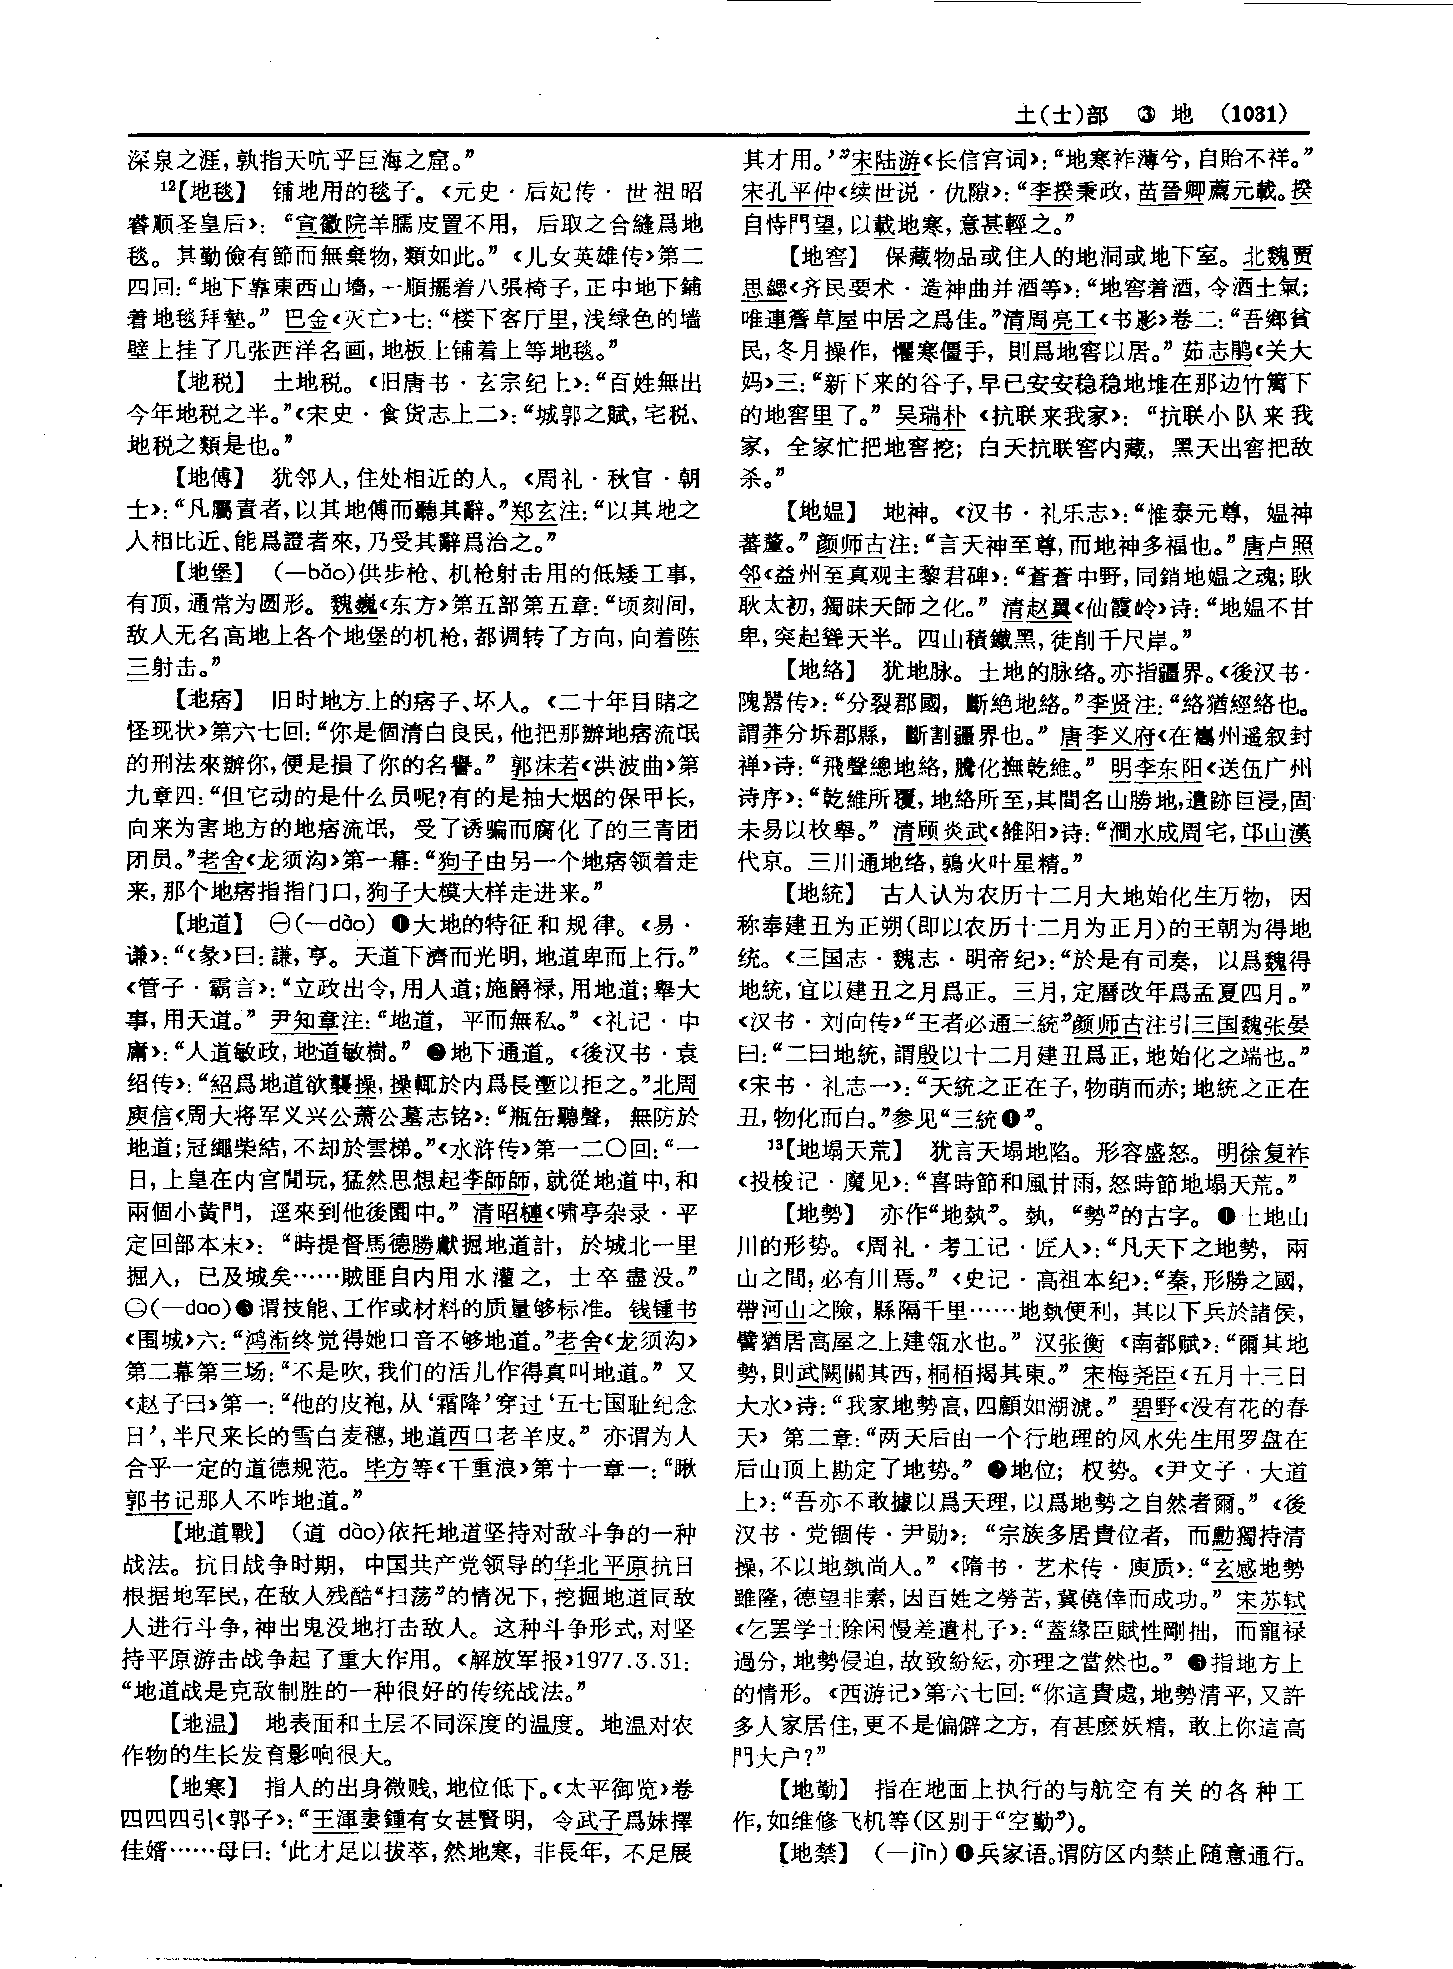 土(士)部 ③ 地 (1031)
深泉之涯,孰指天吭乎巨海之窟。”
12【地毯】 铺地用的毯子。《元史·后妃传·世祖昭
睿顺圣皇后》：“宣徽院羊臑皮置不用，后取之合縫爲地
毯。其勤儉有節而無棄物,類如此。”《儿女英雄传》第二
四回:“地下靠東西山墻,一順擺着八張椅子,正中地下鋪
着地毯拜墊。” 巴金《灭亡》七:“楼下客厅里,浅绿色的墙
壁上挂了几张西洋名画,地板上铺着上等地毯。”
【地税】 土地税。《旧唐书·玄宗纪上》:“百姓無出
今年地税之半。”《宋史·食货志上二》:“城郭之賦,宅税、
地税之類是也。”
【地傅】 犹邻人,住处相近的人。《周礼·秋官·朝
士》:“凡屬責者,以其地傅而聽其辭。”郑玄注:“以其地之
人相比近、能爲證者來,乃受其辭爲治之。”
【地堡】 (—bǎo)供步枪、机枪射击用的低矮工事,
有顶,通常为圆形。魏巍《东方》第五部第五章:“顷刻间,
敌人无名高地上各个地堡的机枪,都调转了方向,向着陈
三射击。”
【地痞】 旧时地方上的痞子、坏人。《二十年目睹之
怪现状》第六七回:“你是個清白良民,他把那辦地痞流氓
的刑法來辦你,便是損了你的名譽。” 郭沫若《洪波曲》第
九章四:“但它动的是什么员呢?有的是抽大烟的保甲长,
向来为害地方的地痞流氓，受了诱骗而腐化了的三青团
团员。”老舍《龙须沟》第一幕:“狗子由另一个地痞领着走
来,那个地痞指指门口,狗子大模大样走进来。”
【地道】 ㊀(—dào) ❶大地的特征和规律。《易·
谦》:“《彖》曰:謙,亨。天道下濟而光明,地道卑而上行。”
《管子·霸言》:“立政出令,用人道;施爵禄,用地道;舉大
事,用天道。” 尹知章注:“地道，平而無私。”《礼记·中
庸》:“人道敏政,地道敏樹。” ❷地下通道。《後汉书·袁
绍传》:“紹爲地道欲襲操,操輒於内爲長壍以拒之。”北周
庾信《周大将军义兴公萧公墓志铭》:“瓶缶聽聲，無防於
地道;冠繩柴結,不却於雲梯。”《水浒传》第一二〇回:“一
日,上皇在内宫閒玩,猛然思想起李師師,就從地道中,和
兩個小黄門，逕來到他後園中。” 清昭槤《啸亭杂录·平
定回部本末》：“時提督馬德勝獻掘地道計，於城北一里
掘入，已及城矣……賊匪自内用水灌之，士卒盡没。”
㊁(—dao)❸谓技能、工作或材料的质量够标准。钱锺书
《围城》六:“鸿渐终觉得她口音不够地道。”老舍《龙须沟》
第二幕第三场:“不是吹,我们的活儿作得真叫地道。” 又
《赵子曰》第一:“他的皮袍,从‘霜降’穿过‘五七国耻纪念
日’,半尺来长的雪白麦穗,地道西口老羊皮。” 亦谓为人
合乎一定的道德规范。毕方等《千重浪》第十一章一:“瞅
郭书记那人不咋地道。”
【地道戰】 (道 dào)依托地道坚持对敌斗争的一种
战法。抗日战争时期，中国共产党领导的华北平原抗日
根据地军民,在敌人残酷“扫荡”的情况下,挖掘地道同敌
人进行斗争,神出鬼没地打击敌人。这种斗争形式,对坚
持平原游击战争起了重大作用。《解放军报》1977.3.31:
“地道战是克敌制胜的一种很好的传统战法。”
【地温】 地表面和土层不同深度的温度。地温对农
作物的生长发育影响很大。
【地寒】 指人的出身微贱,地位低下。《太平御览》卷
四四四引《郭子》:“王渾妻鍾有女甚賢明，令武子爲妹擇
佳婿……母曰:‘此才足以拔萃,然地寒，非長年，不足展
其才用。’”宋陆游《长信宫词》:“地寒祚薄兮,自貽不祥。”
宋孔平仲《续世说·仇隙》:“李揆秉政,苗晉卿薦元載。揆
自恃門望,以載地寒,意甚輕之。”
【地窖】 保藏物品或住人的地洞或地下室。北魏贾
思勰《齐民要术·造神曲并酒等》:“地窖着酒,令酒土氣;
唯連簷草屋中居之爲佳。”清周亮工《书影》卷二:“吾鄉貧
民,冬月操作，懼寒僵手，則爲地窖以居。” 茹志鹃《关大
妈》三:“新下来的谷子,早已安安稳稳地堆在那边竹篱下
的地窖里了。” 吴瑞朴《抗联来我家》：“抗联小队来我
家，全家忙把地窖挖；白天抗联窖内藏，黑天出窖把敌
杀。”
【地媪】 地神。《汉书·礼乐志》:“惟泰元尊，媪神
蕃釐。”颜师古注:“言天神至尊,而地神多福也。”唐卢照
邻《益州至真观主黎君碑》:“蒼蒼中野,同銷地媪之魂;耿
耿太初,獨昧天師之化。” 清赵翼《仙霞岭》诗:“地媪不甘
卑,突起聳天半。四山積鐵黑,徒削千尺岸。”
【地絡】 犹地脉。土地的脉络。亦指疆界。《後汉书·
隗嚣传》:“分裂郡國，斷絶地絡。”李贤注:“絡猶經絡也。
謂莽分坼郡縣，斷割疆界也。” 唐李义府《在巂州遥叙封
禅》诗:“飛聲總地絡,騰化撫乾維。” 明李东阳《送伍广州
诗序》:“乾維所覆,地絡所至,其間名山勝地,遺跡巨浸,固
未易以枚舉。” 清顾炎武《雒阳》诗:“澗水成周宅,邙山漢
代京。三川通地络,鶉火叶星精。”
【地統】 古人认为农历十二月大地始化生万物，因
称奉建丑为正朔(即以农历十二月为正月)的王朝为得地
统。《三国志·魏志·明帝纪》:“於是有司奏，以爲魏得
地統,宜以建丑之月爲正。三月,定曆改年爲孟夏四月。”
《汉书·刘向传》“王者必通三統”颜师古注引三国魏张晏
曰:“二曰地統,謂殷以十二月建丑爲正,地始化之端也。”
《宋书·礼志一》:“天統之正在子,物萌而赤;地統之正在
丑,物化而白。”参见“三統❶”。
13【地塌天荒】 犹言天塌地陷。形容盛怒。明徐复祚
《投梭记·魔见》:“喜時節和風甘雨,怒時節地塌天荒。”
【地勢】 亦作“地埶”。埶，“勢”的古字。❶土地山
川的形势。《周礼·考工记·匠人》:“凡天下之地勢，兩
山之間,必有川焉。”《史记·高祖本纪》:“秦,形勝之國,
帶河山之險，縣隔千里……地埶便利，其以下兵於諸侯,
譬猶居高屋之上建瓴水也。” 汉张衡《南都赋》:“爾其地
勢,則武闕關其西,桐柏揭其東。” 宋梅尧臣《五月十三日
大水》诗:“我家地勢高,四顧如湖滮。” 碧野《没有花的春
天》第二章:“两天后由一个行地理的风水先生用罗盘在
后山顶上勘定了地势。” ❷地位；权势。《尹文子·大道
上》:“吾亦不敢據以爲天理,以爲地勢之自然者爾。”《後
汉书·党锢传·尹勋》：“宗族多居貴位者，而勳獨持清
操,不以地埶尚人。”《隋书·艺术传·庾质》:“玄感地勢
雖隆,德望非素,因百姓之勞苦,冀僥倖而成功。” 宋苏轼
《乞罢学士除闲慢差遣札子》:“蓋緣臣賦性剛拙，而寵禄
過分,地勢侵迫,故致紛紜,亦理之當然也。” ❸指地方上
的情形。《西游记》第六七回:“你這貴處,地勢清平,又許
多人家居住,更不是偏僻之方，有甚麽妖精，敢上你這高
門大户?”
【地勤】 指在地面上执行的与航空有关的各种工
作,如维修飞机等(区别于“空勤”)。
【地禁】 (—jìn)❶兵家语。谓防区内禁止随意通行。